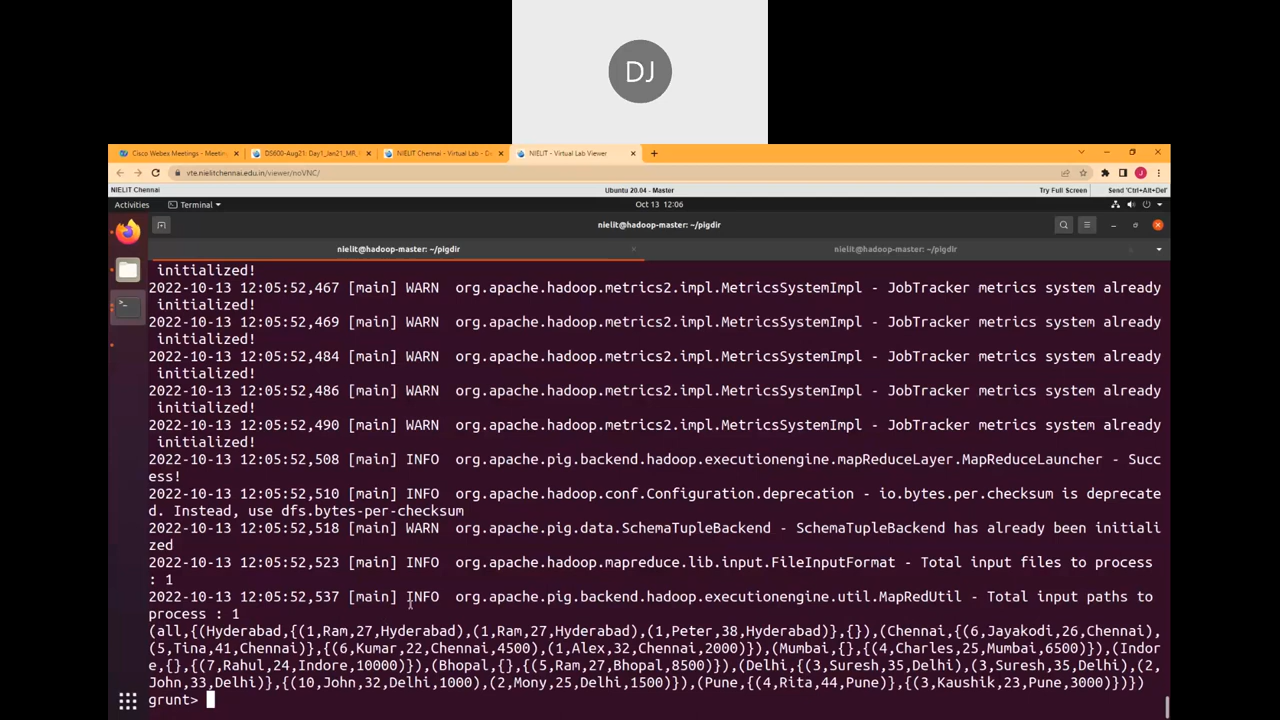 DJ
Cisco Webex Meetings - Meetin
DS600-Aug21: Day1_Jan21_MR,
NIELIT Chennai - Virtual Lab - D
NIELIT - Virtual Lab Viewer
vte.nielitchennai.edu.in/viewer/noVNC/
NIELIT Chennai
Ubuntu 20.04 - Master
Try Full Screen
Send 'Ctrl+Alt+Del'
Activities
Terminal
Oct 13 12:06
nielit@hadoop-master: ~/pigdir
nielit@hadoop-master: ~/pigdir
nielit@hadoop-master: ~/pigdir
initialized!
2022-10-13 12:05:52,467 [main] WARN org.apache.hadoop.metrics2.impl.MetricsSystemImpl - JobTracker metrics system already
initialized!
2022-10-13 12:05:52,469 [main] WARN org.apache.hadoop.metrics2.impl.MetricsSystemImpl - JobTracker metrics system already
initialized!
2022-10-13 12:05:52,484 [main] WARN org.apache.hadoop.metrics2.impl.MetricsSystemImpl - JobTracker metrics system already
initialized!
2022-10-13 12:05:52,486 [main] WARN org.apache.hadoop.metrics2.impl.MetricsSystemImpl - JobTracker metrics system already
initialized!
2022-10-13 12:05:52,490 [main] WARN org.apache.hadoop.metrics2.impl.MetricsSystemImpl - JobTracker metrics system already
initialized!
2022-10-13 12:05:52,508 [main] INFO org.apache.pig.backend.hadoop.executionengine.mapReduceLayer.MapReduceLauncher - Succ
ess!
2022-10-13 12:05:52,510 [main] INFO org.apache.hadoop.conf.Configuration.deprecation - io.bytes.per.checksum is deprecate
d. Instead, use dfs.bytes-per-checksum
2022-10-13 12:05:52,518 [main] WARN org.apache.pig.data.SchemaTupleBackend - SchemaTupleBackend has already been initiali
zed
2022-10-13 12:05:52,523 [main] INFO org.apache.hadoop.mapreduce.lib.input.FileInputFormat - Total input files to process
: 1
2022-10-13 12:05:52,537 [main] INFO org.apache.pig.backend.hadoop.executionengine.util.MapRedUtil - Total input paths to
process : 1
(all,{(Hyderabad,{(1,Ram,27,Hyderabad),(1,Ram,27,Hyderabad),(1,Peter,38,Hyderabad)},{}),(Chennai,{(6,Jayakodi,26,Chennai),
(5,Tina,41,Chennai)},{(6,Kumar,22,Chennai,4500),(1,Alex,32,Chennai,2000)}),(Mumbai,{},{(4,Charles,25,Mumbai,6500)}),(Indor
e,{},{(7,Rahul,24,Indore,10000)}),(Bhopal,{},{(5,Ram,27,Bhopal,8500)}),(Delhi,{(3,Suresh,35,Delhi),(3,Suresh,35,Delhi),(2,
John,33,Delhi)},{(10,John,32,Delhi,1000),(2,Mony,25,Delhi,1500)}),(Pune,{(4,Rita,44,Pune)},{(3,Kaushik,23,Pune,3000)})})
grunt>